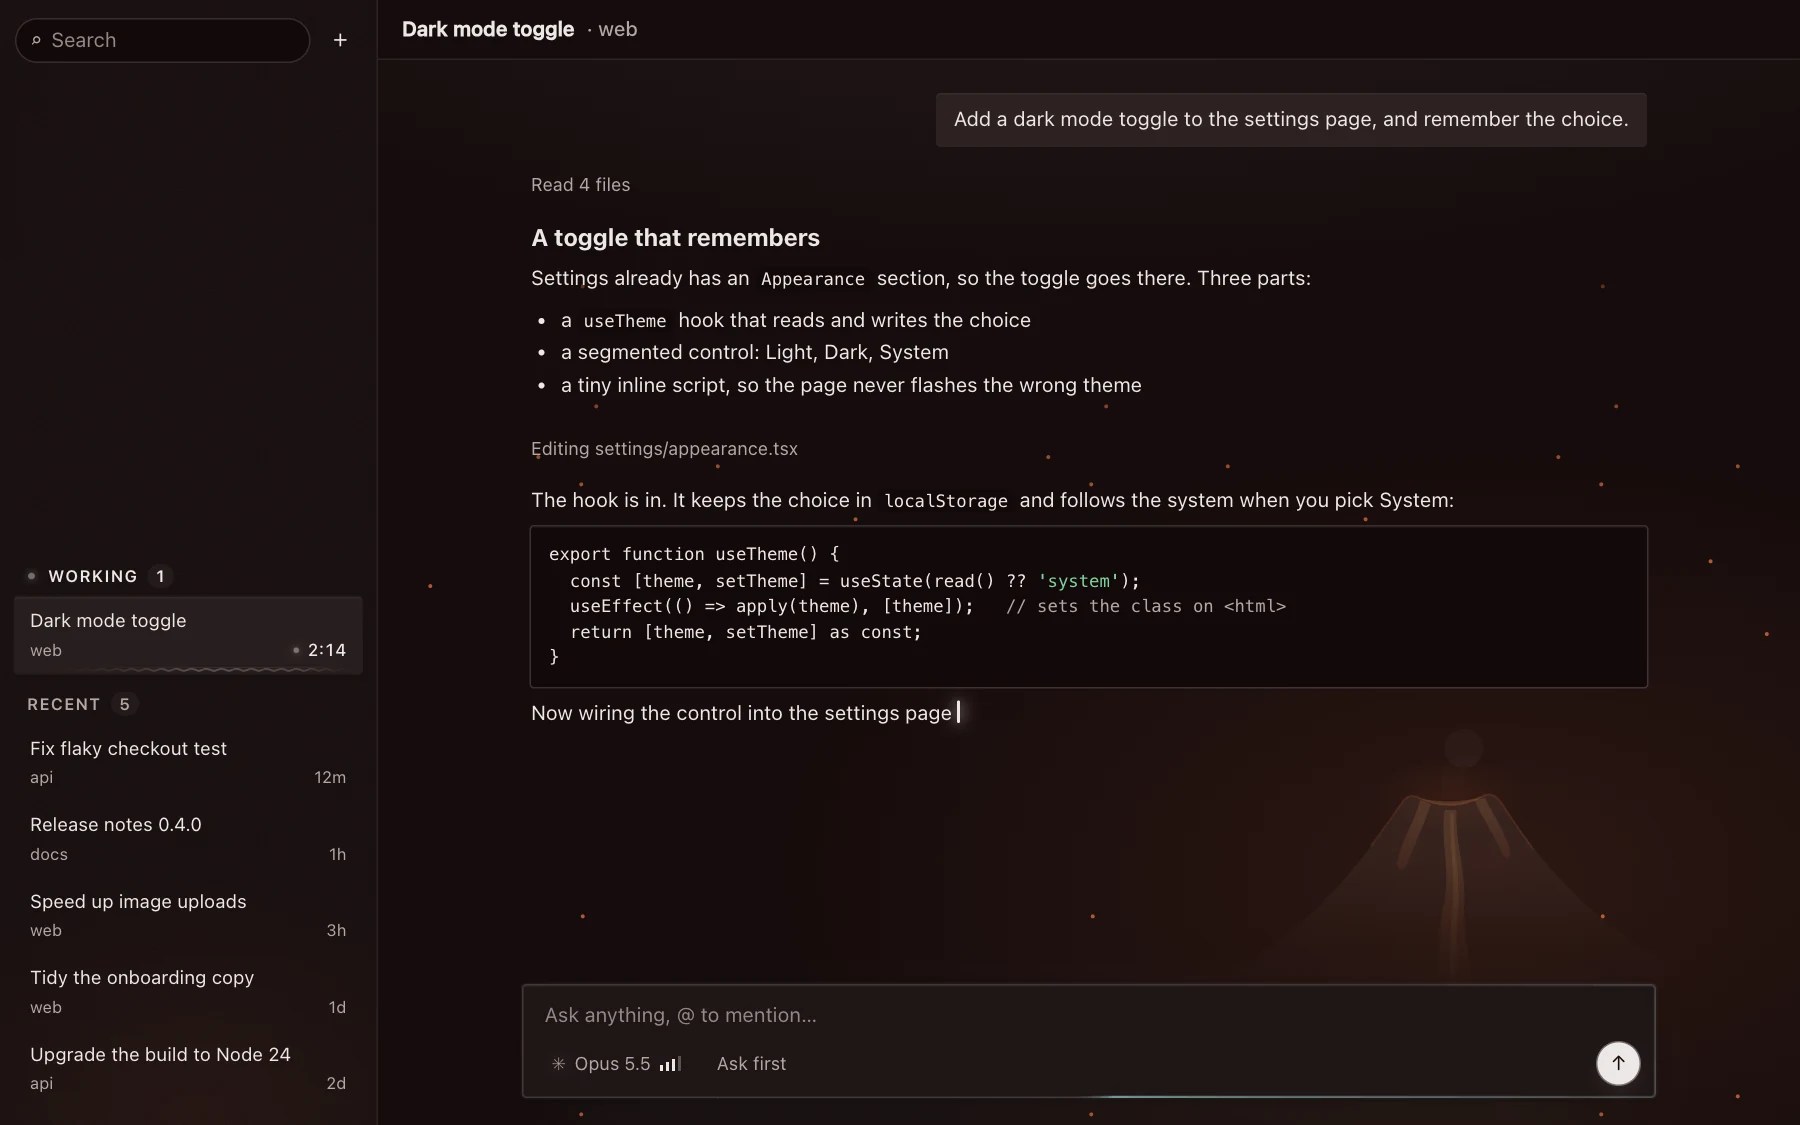 Search
+
WORKING 1
Dark mode toggle
web 2:14
RECENT 5
Fix flaky checkout test
api 12m
Release notes 0.4.0
docs 1h
Speed up image uploads
web 3h
Tidy the onboarding copy
web 1d
Upgrade the build to Node 24
api 2d
Dark mode toggle · web
Add a dark mode toggle to the settings page, and remember the choice.
Read 4 files
A toggle that remembers
Settings already has an Appearance section, so the toggle goes there. Three parts:
• a useTheme hook that reads and writes the choice
• a segmented control: Light, Dark, System
• a tiny inline script, so the page never flashes the wrong theme
Editing settings/appearance.tsx
The hook is in. It keeps the choice in localStorage and follows the system when you pick System:
export function useTheme() {
  const [theme, setTheme] = useState(read() ?? 'system');
  useEffect(() => apply(theme), [theme]);   // sets the class on <html>
  return [theme, setTheme] as const;
}
Now wiring the control into the settings page
Ask anything, @ to mention...
Opus 5.5 Ask first